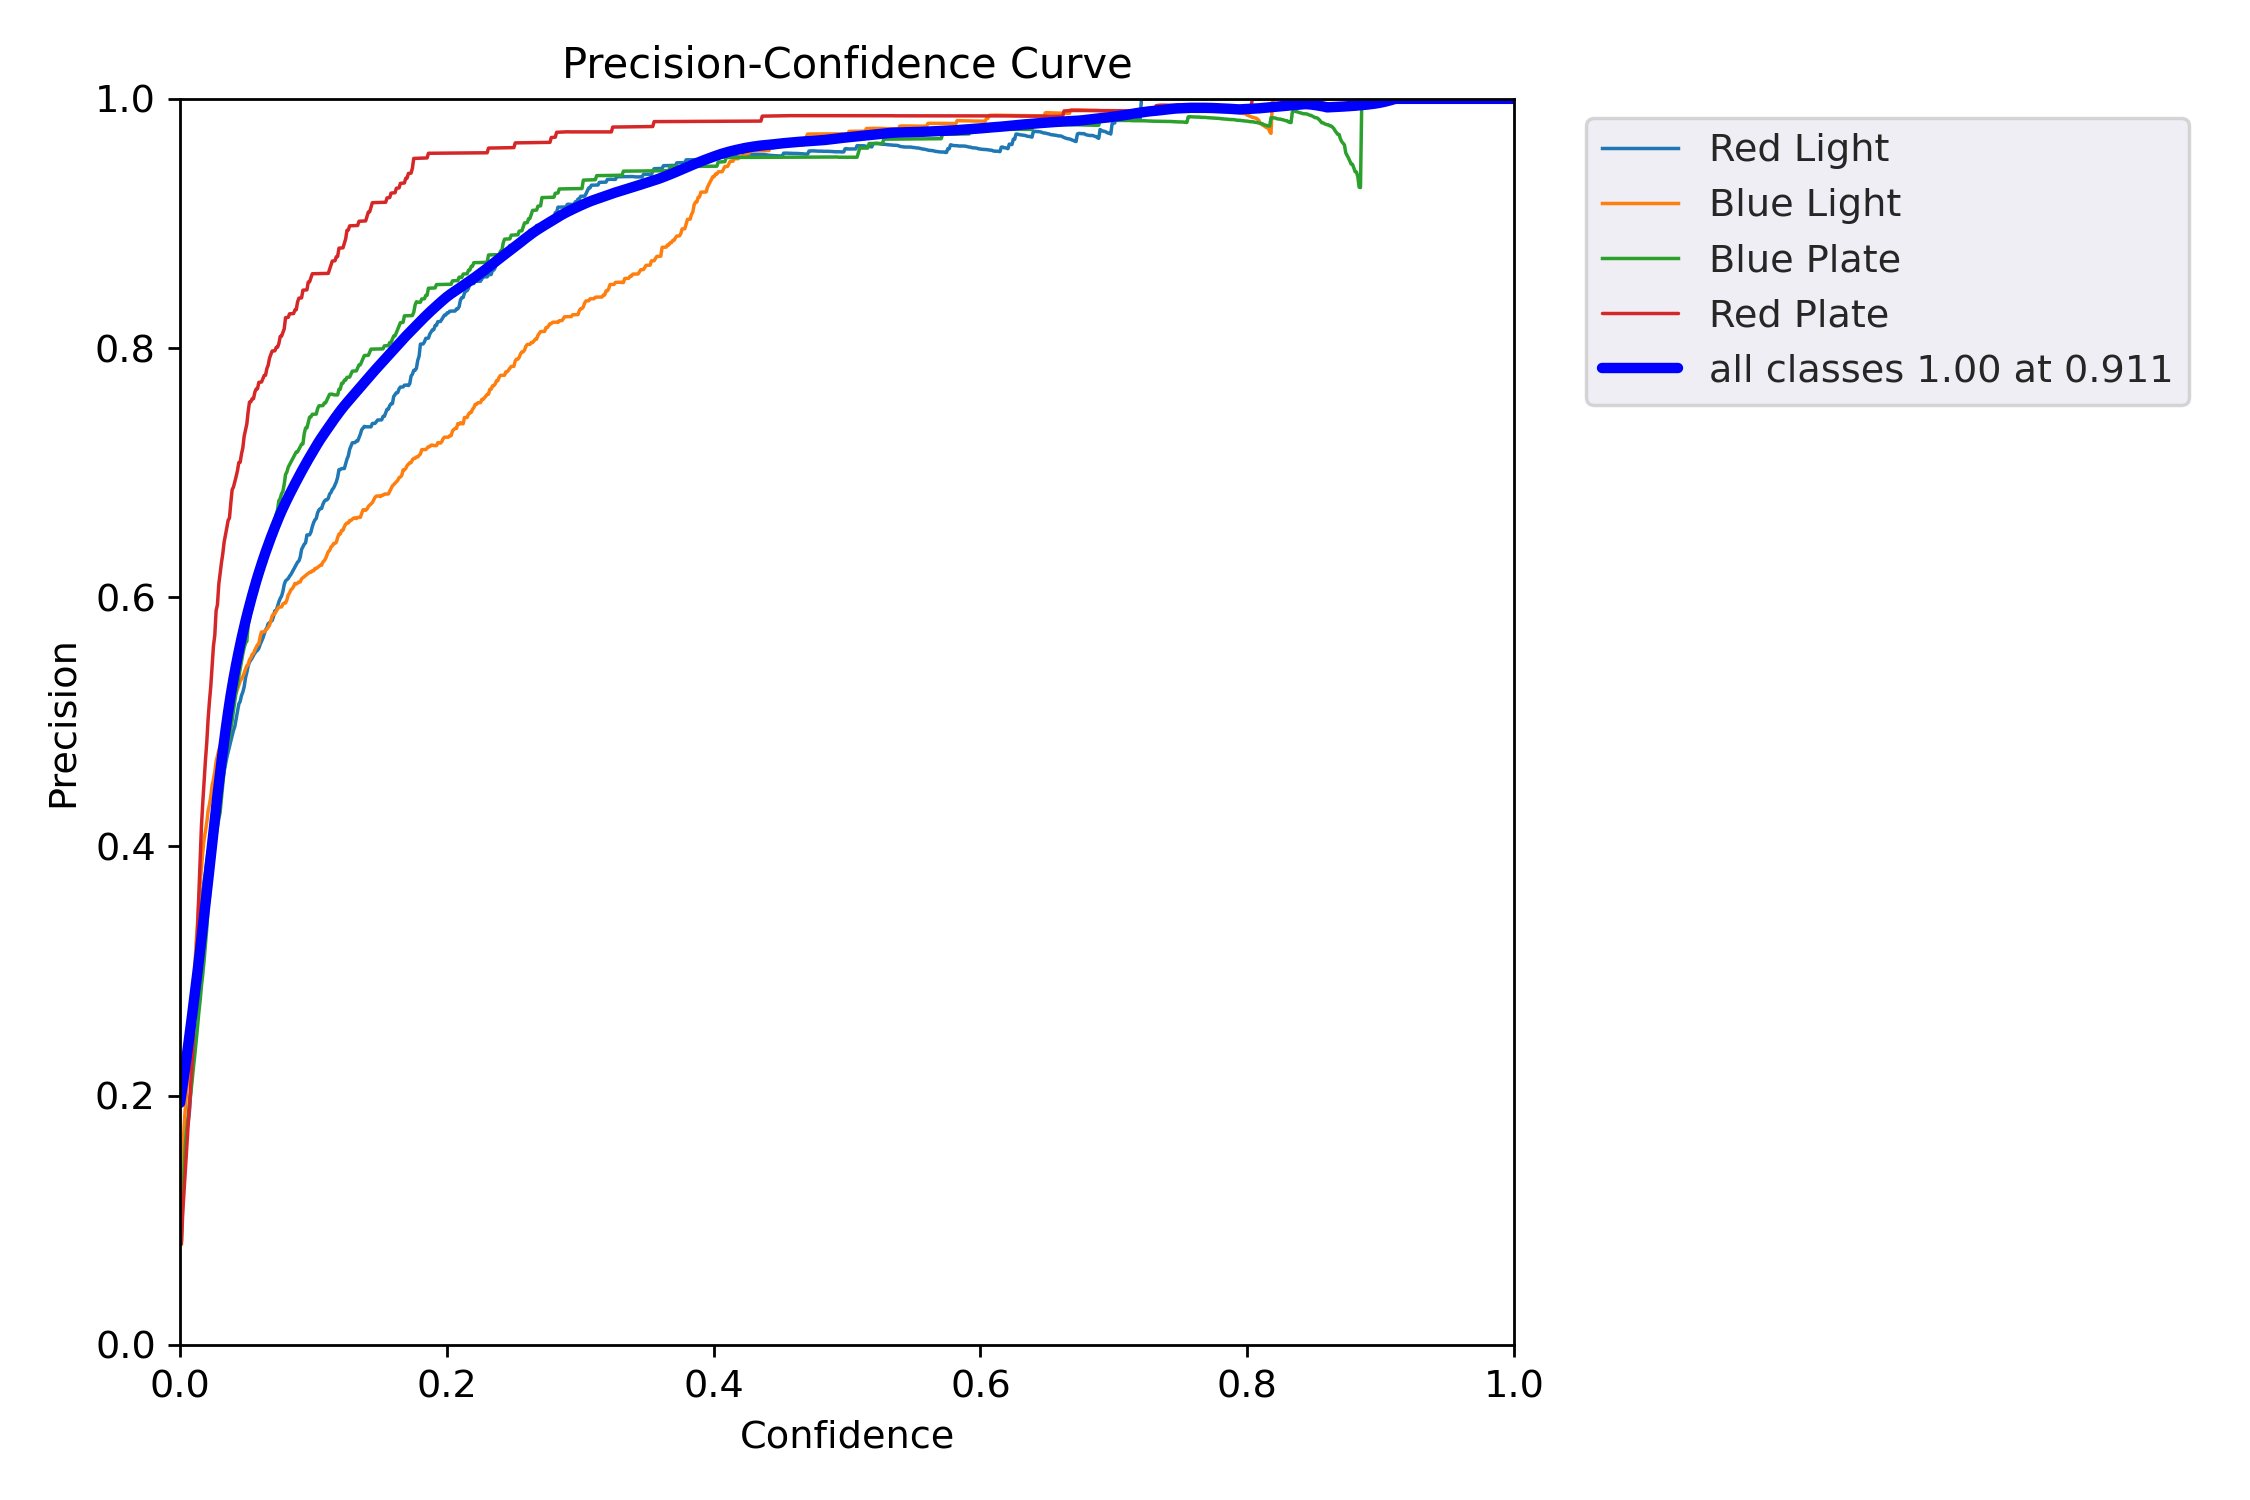 Precision-Confidence Curve
1.0
0.8
0.6
0.4
0.2
0.0
Precision
0.0 0.2 0.4 0.6 0.8 1.0
Confidence
Red Light
Blue Light
Blue Plate
Red Plate
all classes 1.00 at 0.911